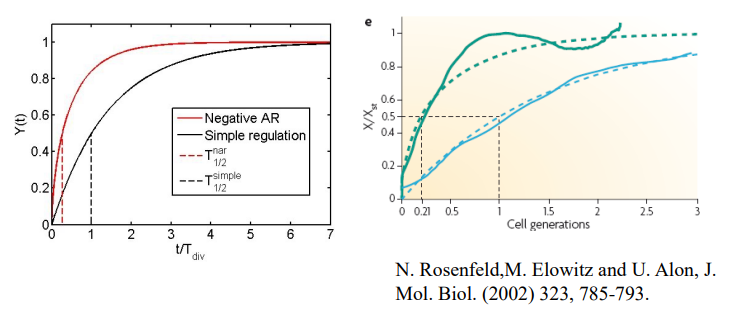 1
0.8
0.6
0.4
0.2
0
Y(t)
Negative AR
Simple regulation
T nar 1/2
T simple 1/2
0 1 2 3 4 5 6 7
t/T div
e
1
0.8
0.6
0.5
0.4
0.2
0
X/X st
0 0.21 0.5 1 1.5 2 2.5 3
Cell generations
N. Rosenfeld,M. Elowitz and U. Alon, J.
Mol. Biol. (2002) 323, 785-793.